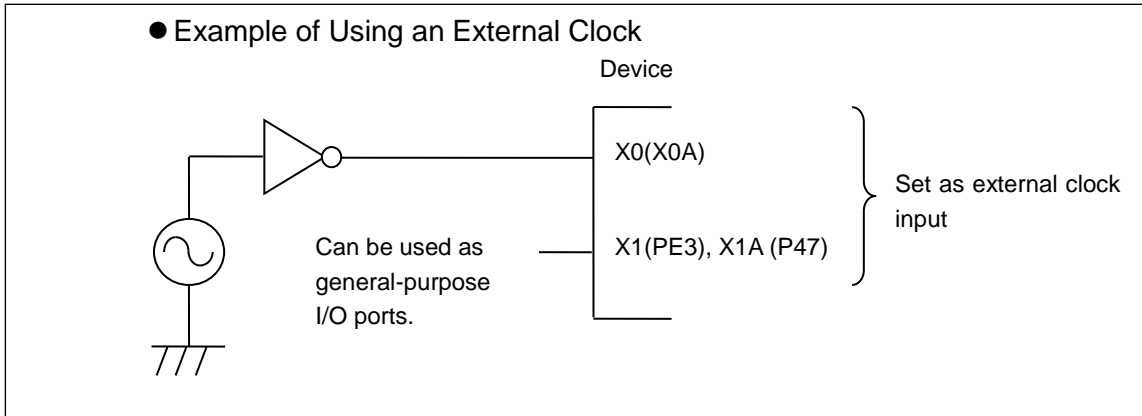 ● Example of Using an External Clock
Device
X0(X0A)
Set as external clock
input
Can be used as
general-purpose
I/O ports.
X1(PE3), X1A (P47)